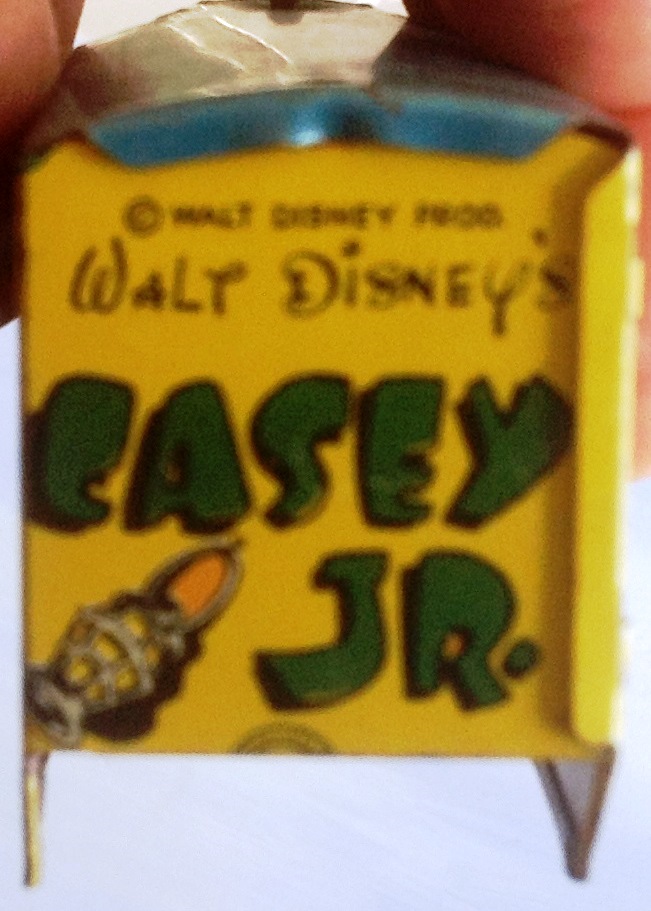 © WALT DISNEY PROD.
WALT DISNEY'S
CASEY
JR.